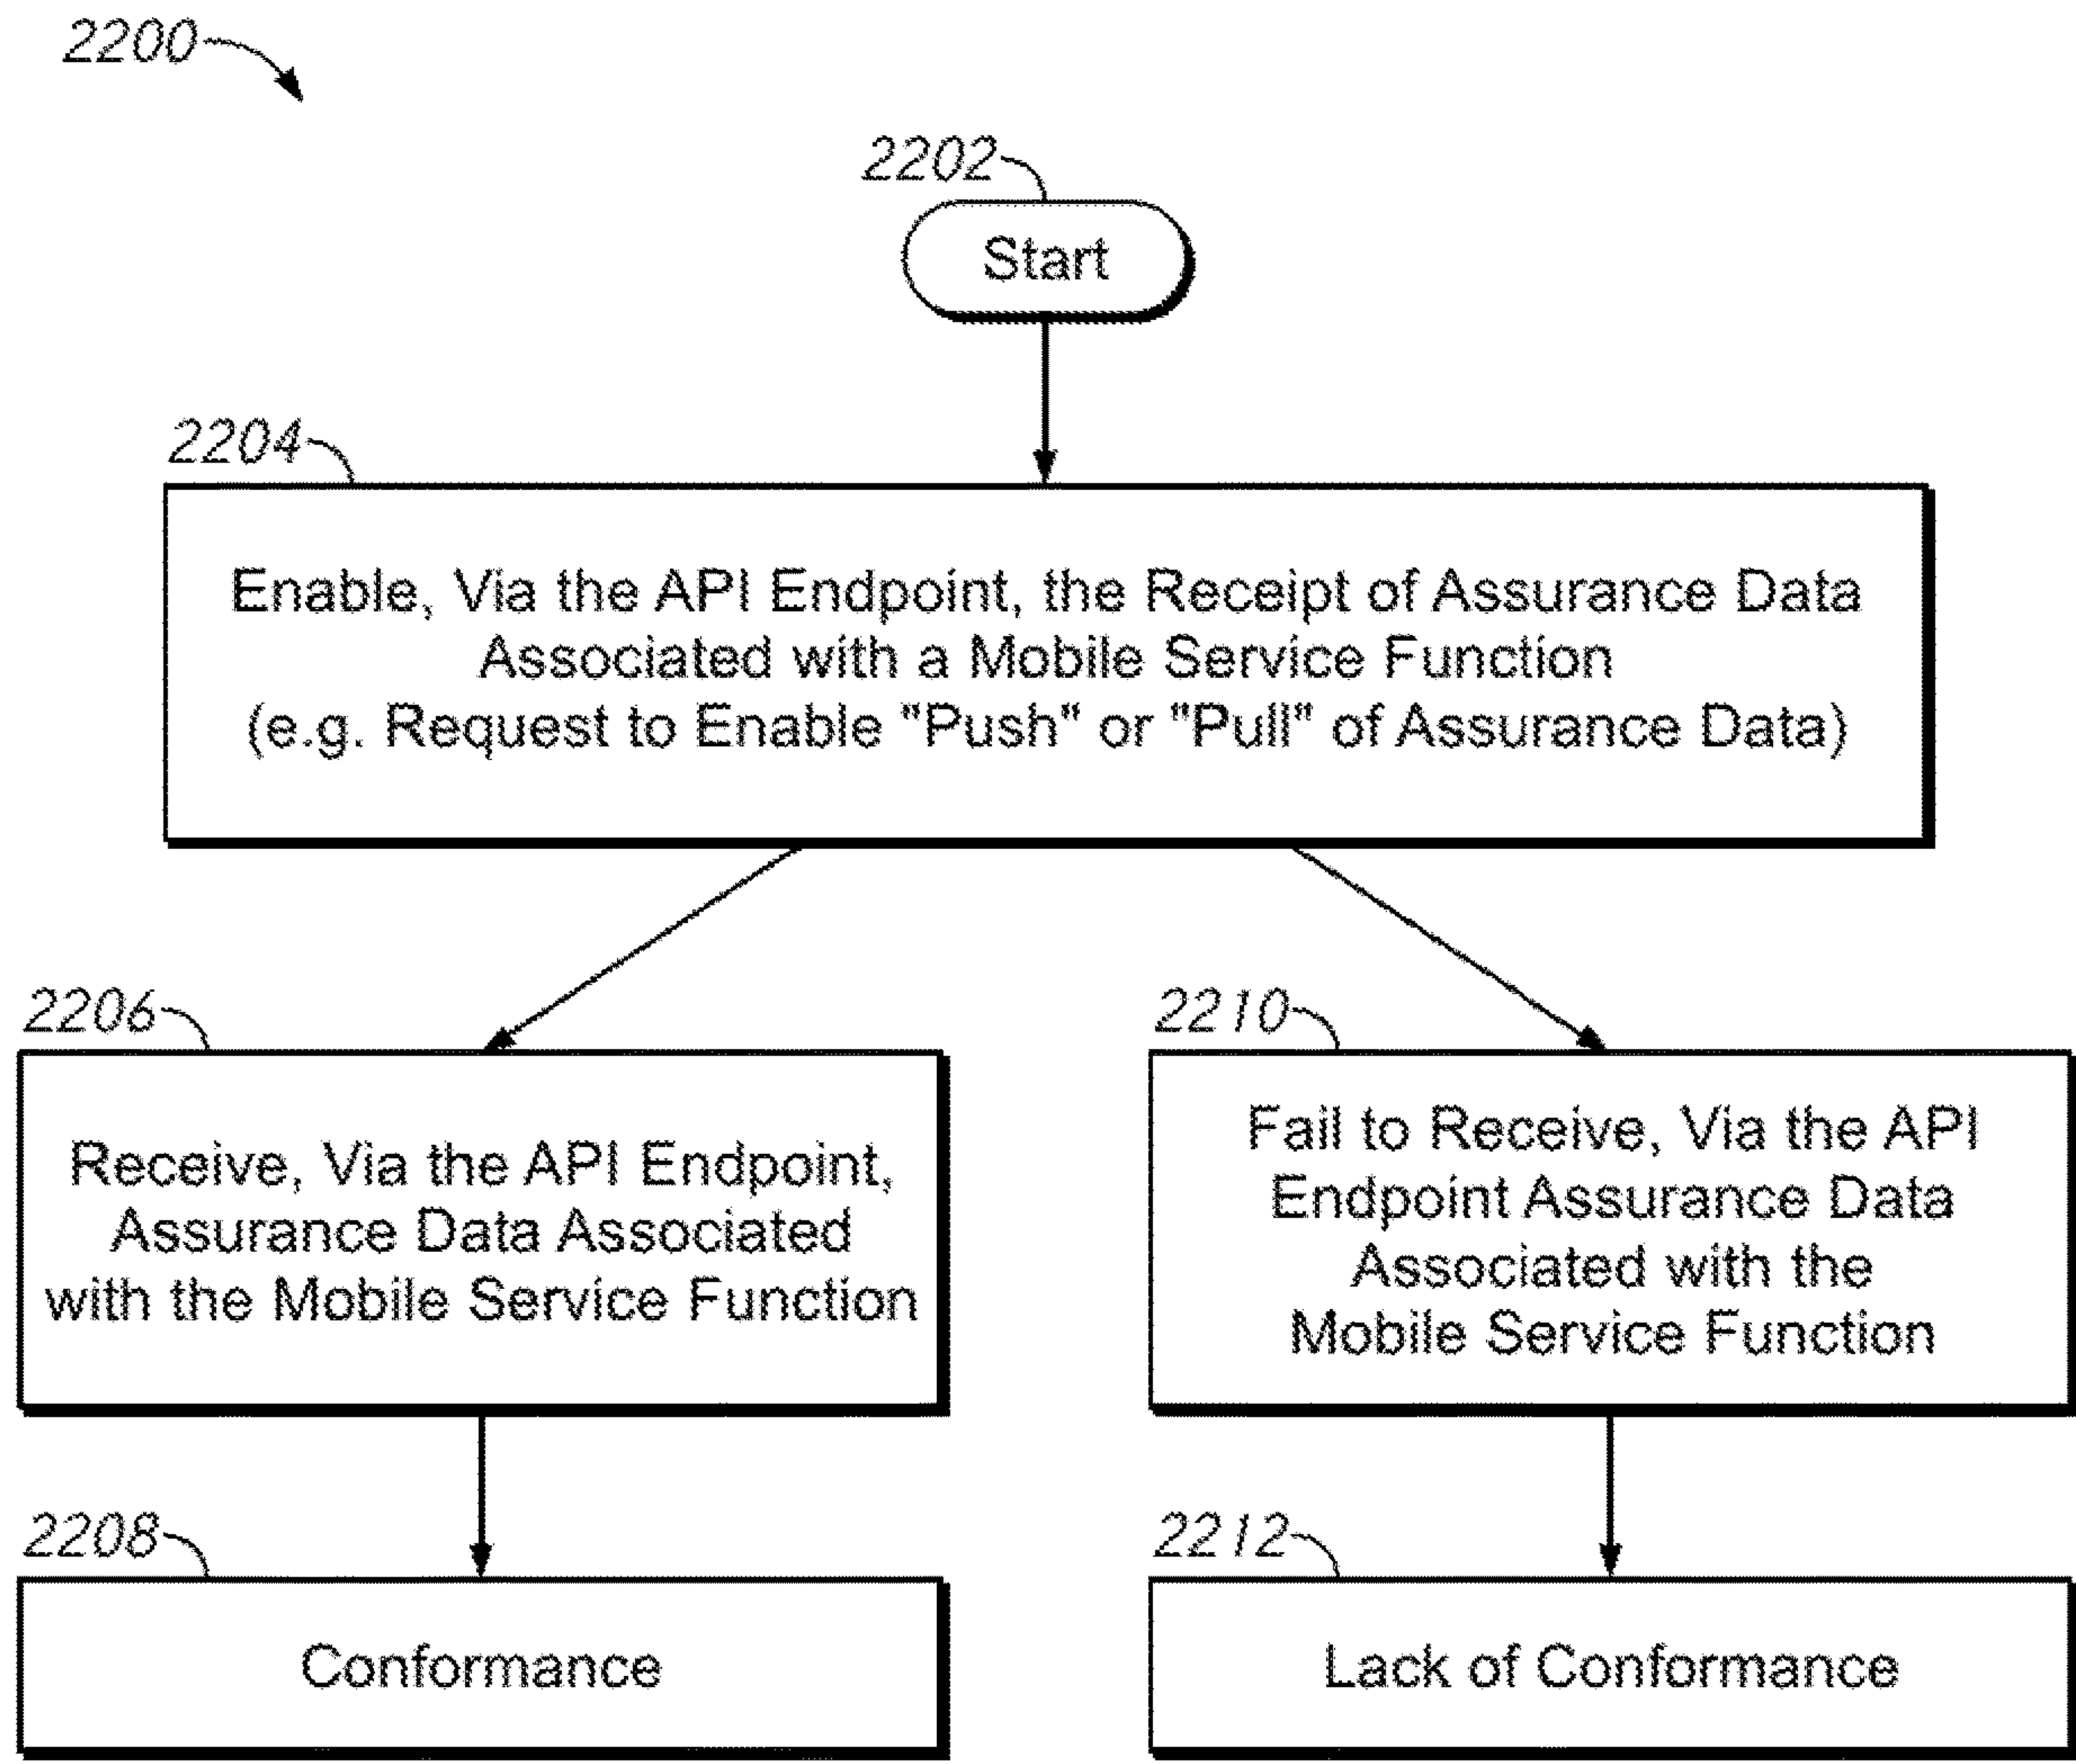 2200
2202
Start
2204
Enable, Via the API Endpoint, the Receipt of Assurance Data
Associated with a Mobile Service Function
(e.g. Request to Enable "Push" or "Pull" of Assurance Data)
2206
Receive, Via the API Endpoint,
Assurance Data Associated
with the Mobile Service Function
2210
Fail to Receive, Via the API
Endpoint Assurance Data
Associated with the
Mobile Service Function
2208
Conformance
2212
Lack of Conformance